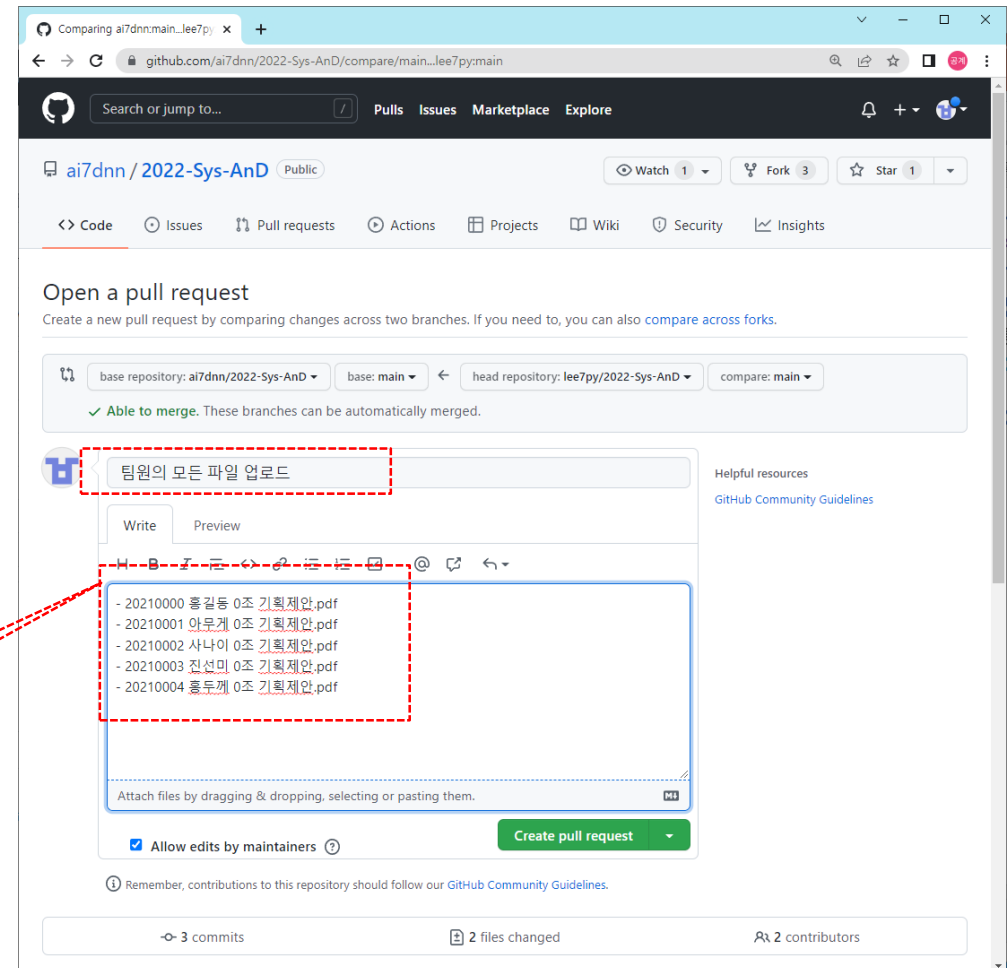 Comparing ai7dnn:main...lee7py
github.com/ai7dnn/2022-Sys-AnD/compare/main...lee7py:main
공계
Search or jump to... / Pulls Issues Marketplace Explore
ai7dnn / 2022-Sys-AnD Public
Watch 1 Fork 3 Star 1
Code Issues Pull requests Actions Projects Wiki Security Insights
Open a pull request
Create a new pull request by comparing changes across two branches. If you need to, you can also compare across forks.
base repository: ai7dnn/2022-Sys-AnD base: main ← head repository: lee7py/2022-Sys-AnD compare: main
Able to merge. These branches can be automatically merged.
팀원의 모든 파일 업로드
Helpful resources
GitHub Community Guidelines
Write Preview
- 20210000 홍길동 0조 기획제안.pdf
- 20210001 아무게 0조 기획제안.pdf
- 20210002 사나이 0조 기획제안.pdf
- 20210003 진선미 0조 기획제안.pdf
- 20210004 홍두께 0조 기획제안.pdf
Attach files by dragging & dropping, selecting or pasting them.
Allow edits by maintainers
Create pull request
Remember, contributions to this repository should follow our GitHub Community Guidelines.
3 commits 2 files changed 2 contributors